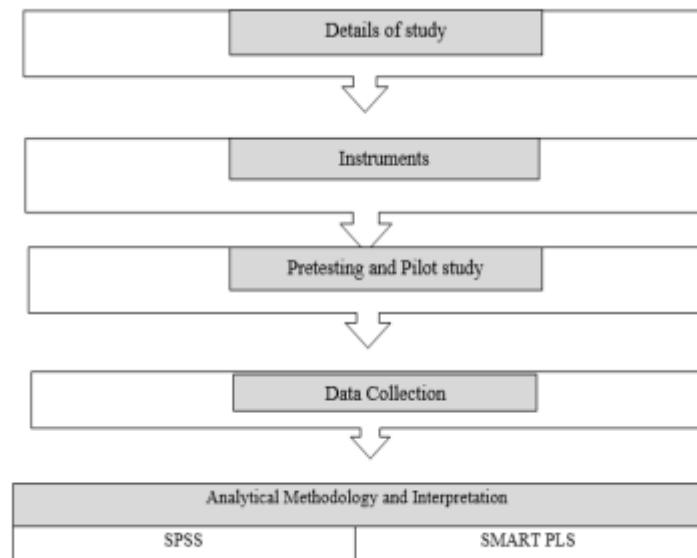 Details of study
Instruments
Pretesting and Pilot study
Data Collection
Analytical Methodology and Interpretation
SPSS
SMART PLS